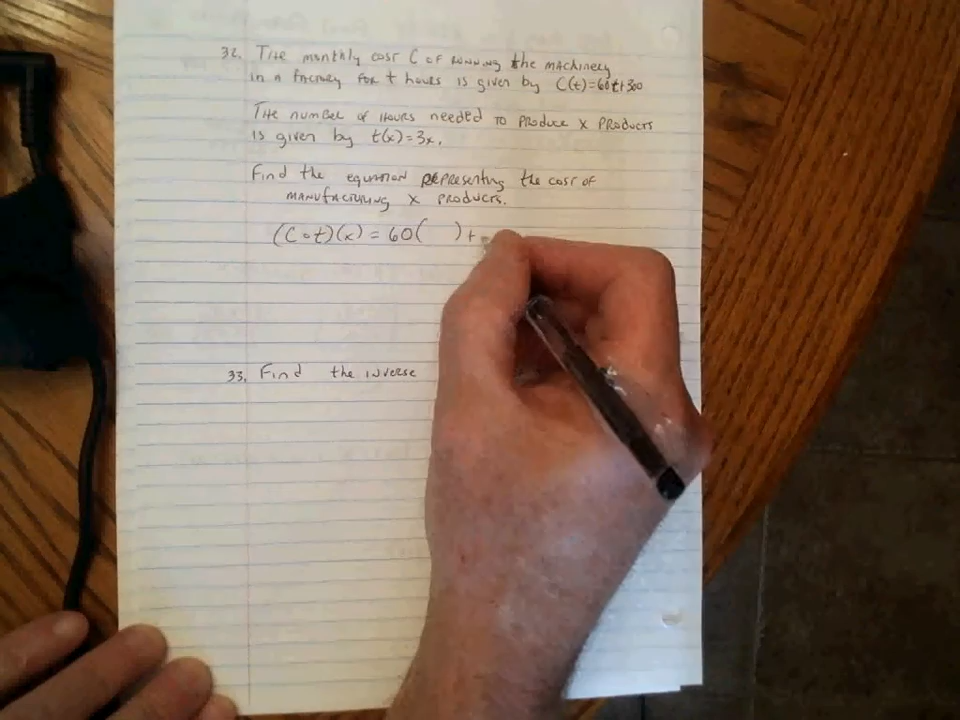 32. THE monthly cost C OF RUNNING the MACHINERY
IN A FACTORY FOR t hours is given by C(t)=60t+300
THE NUMBER OF HOURS needed TO PRODUCE X PRODUCTS
is given by t(x)=3x.
Find the EQUATION REPRESENTING the COST OF
MANUFACTURING X PRODUCTS.
(C∘t)(x) = 60( ) +
33. Find the inverse